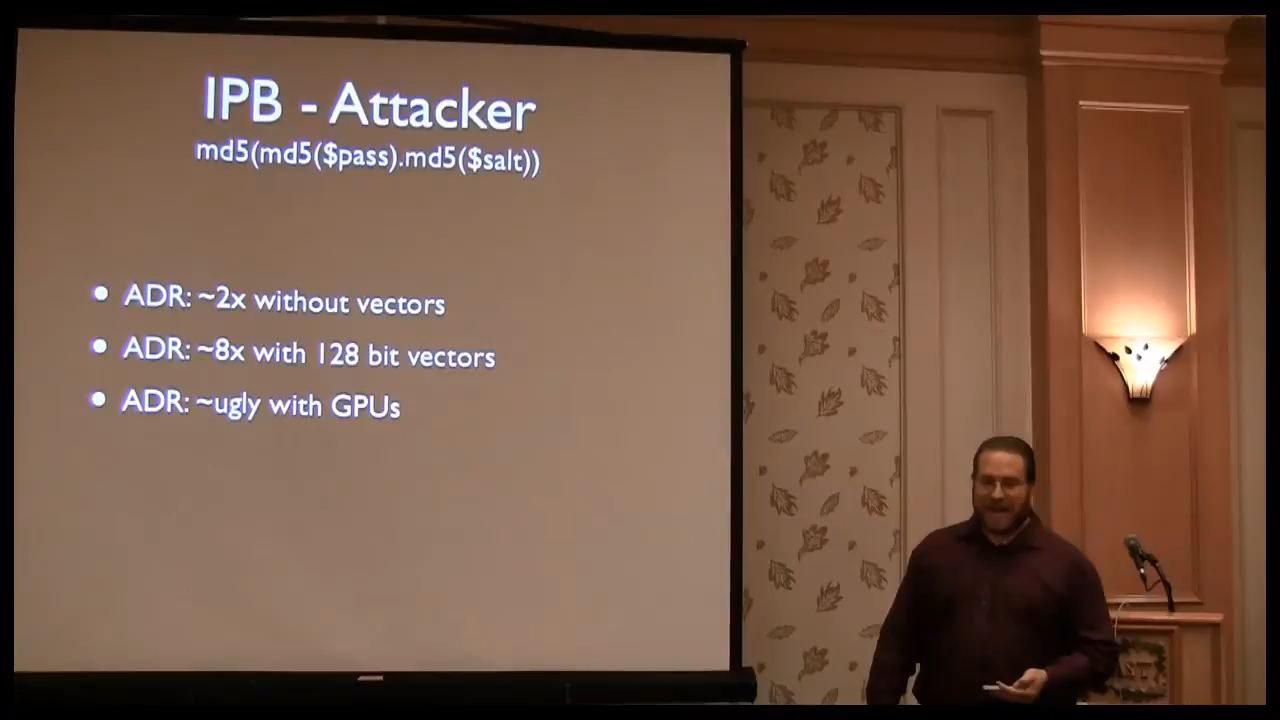 IPB - Attacker
md5(md5($pass).md5($salt))
• ADR: ~2x without vectors
• ADR: ~8x with 128 bit vectors
• ADR: ~ugly with GPUs